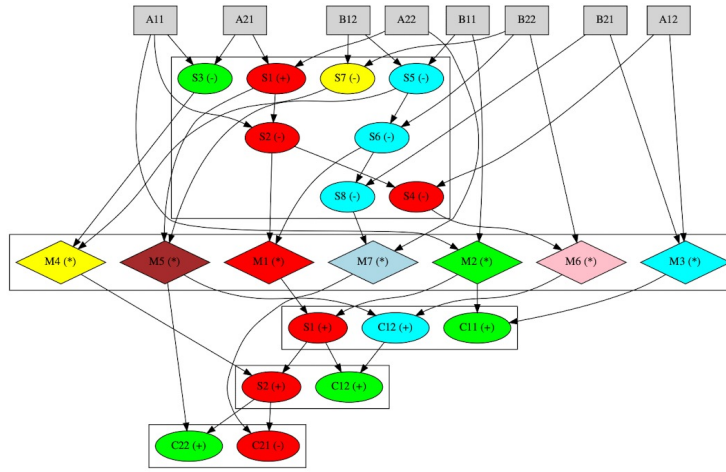 A11 A21 B12 A22 B11 B22 B21 A12
S3 (-) S1 (+) S7 (-) S5 (-)
S2 (-) S6 (-)
S8 (-) S4 (-)
M4 (*) M5 (*) M1 (*) M7 (*) M2 (*) M6 (*) M3 (*)
S1 (+) C12 (+) C11 (+)
S2 (+) C12 (+)
C22 (+) C21 (-)